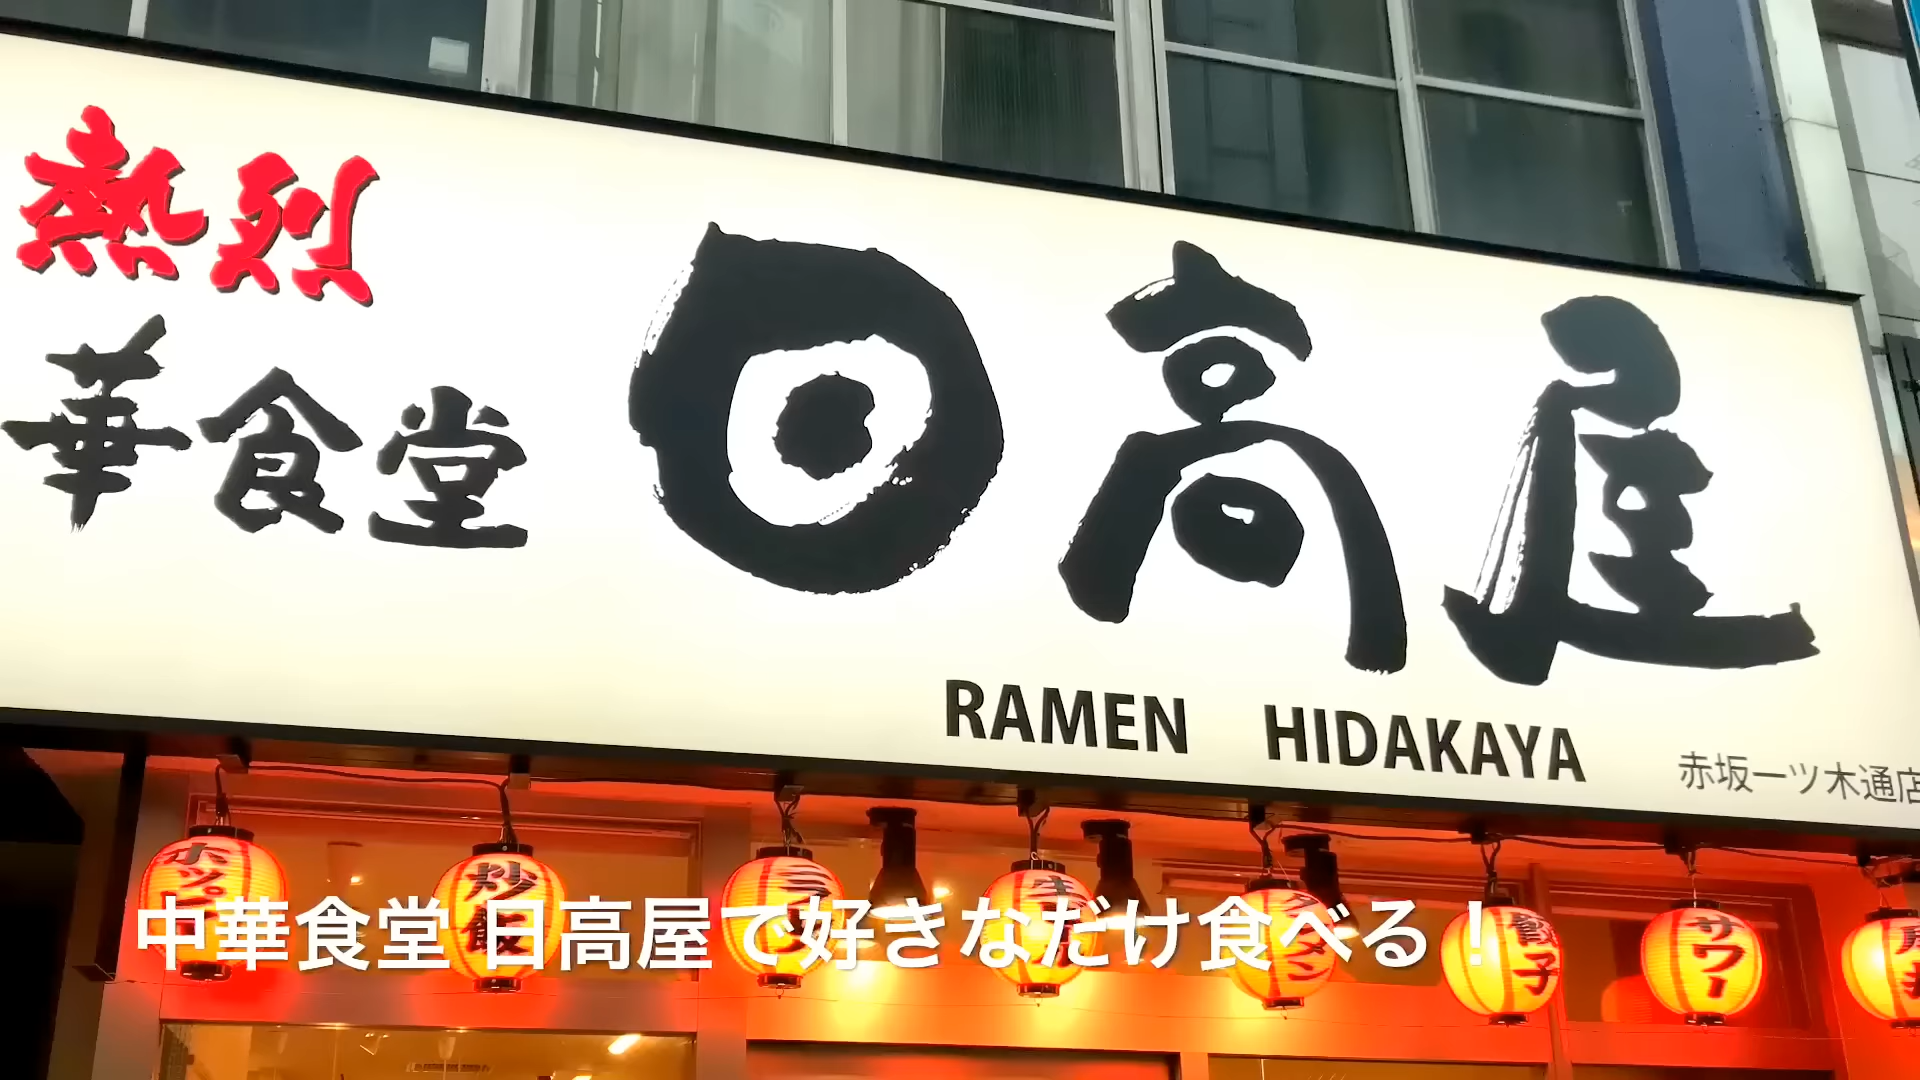 熱烈
華食堂
日高屋
RAMEN HIDAKAYA
赤坂一ツ木通店
中華食堂 日高屋で好きなだけ食べる!
炒飯
餃子
サワー